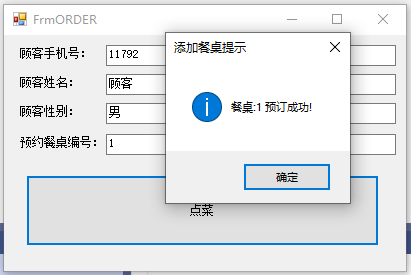 FrmORDER
添加餐桌提示
顾客手机号： 11792
顾客姓名： 顾客
顾客性别： 男
预约餐桌编号： 1
餐桌:1 预订成功!
确定
点菜